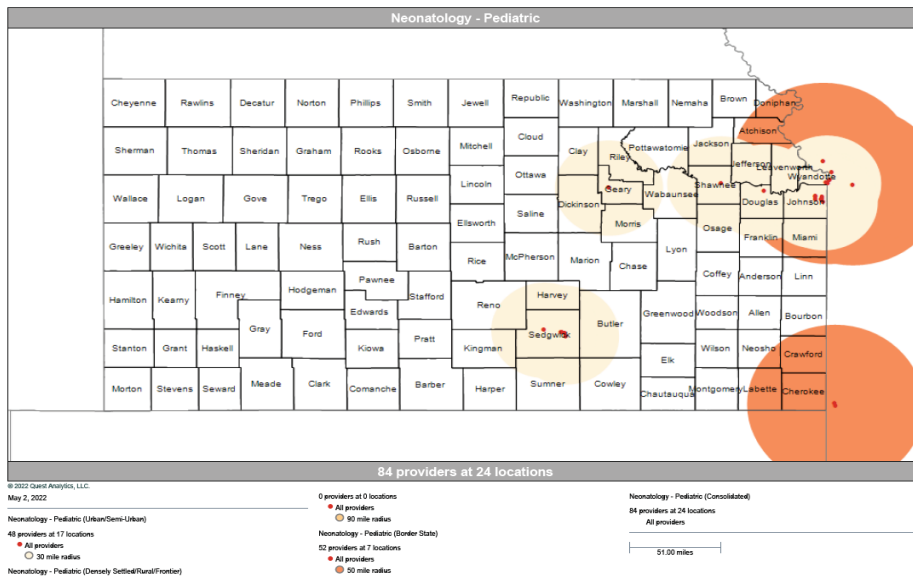 Neonatology - Pediatric
Cheyenne Rawlins Decatur Norton Phillips Smith Jewell Republic Washington Marshall Nemaha Brown Doniphan
Atchison
Sherman Thomas Sheridan Graham Rooks Osborne Mitchell Cloud Clay Riley Pottawatomie Jackson Jefferson Leavenworth
Wyandotte
Wallace Logan Gove Trego Ellis Russell Lincoln Ottawa Dickinson Geary Wabaunsee Shawnee Douglas Johnson
Saline Morris Osage
Greeley Wichita Scott Lane Ness Rush Barton Ellsworth Lyon Franklin Miami
Rice McPherson Marion Chase
Hamilton Kearny Finney Hodgeman Pawnee Stafford Coffey Anderson Linn
Reno Harvey
Edwards Butler Greenwood Woodson Allen Bourbon
Gray Ford
Stanton Grant Haskell Kiowa Pratt Kingman Sedgwick Elk Wilson Neosho Crawford
Morton Stevens Seward Meade Clark Comanche Barber Harper Sumner Cowley Chautauqua Montgomery Labette Cherokee
84 providers at 24 locations
© 2022 Quest Analytics, LLC.
May 2, 2022
Neonatology - Pediatric (Urban/Semi-Urban)
48 providers at 17 locations
All providers
30 mile radius
Neonatology - Pediatric (Densely Settled/Rural/Frontier)
0 providers at 0 locations
All providers
90 mile radius
Neonatology - Pediatric (Border State)
52 providers at 7 locations
All providers
50 mile radius
Neonatology - Pediatric (Consolidated)
84 providers at 24 locations
All providers
51.00 miles